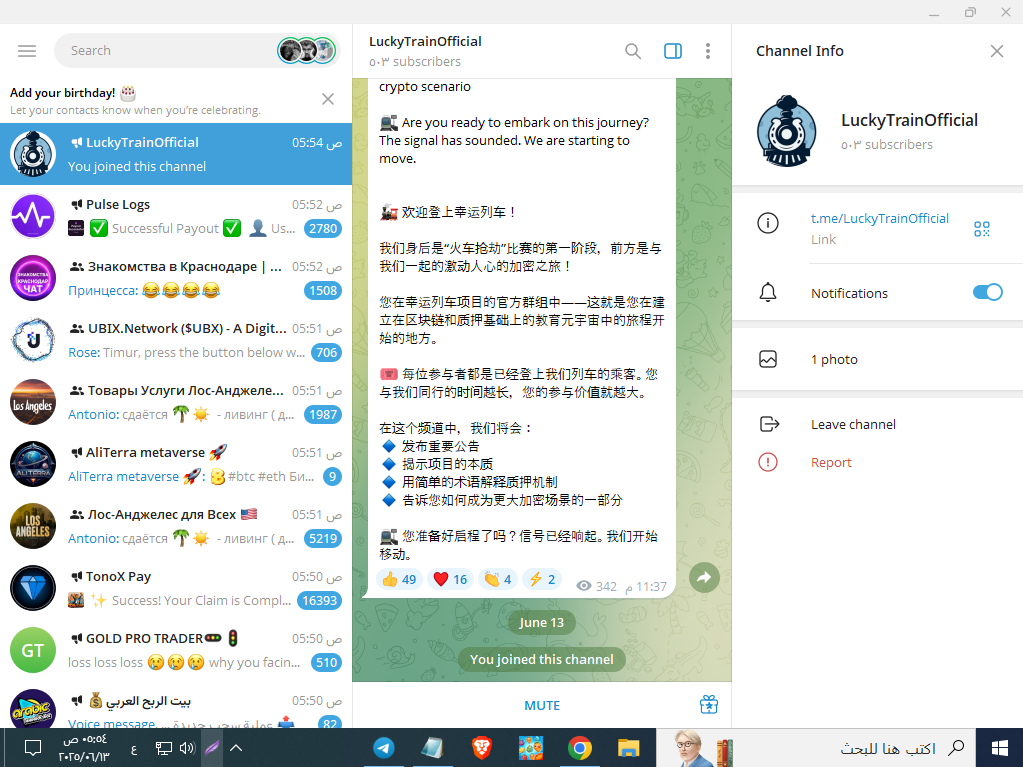 Search
Add your birthday! 🎂
Let your contacts know when you’re celebrating.
LuckyTrainOfficial
05:54 ص
You joined this channel
Pulse Logs
05:52 ص
✅ Successful Payout ✅ 👤 Us...
2780
Знакомства в Краснодаре | ...
05:52 ص
Принцесса: 😂😂😂😂
1508
ЗНАКОМСТВА
КРАСНОДАР
ЧАТ
UBIX.Network ($UBX) - A Digit...
05:51 ص
Rose: Timur, press the button below w...
706
Товары Услуги Лос-Анджеле...
05:51 ص
Antonio: сдаётся 🌴☀️ - ливинг ( д...
1987
Los Angeles
AliTerra metaverse 🚀
05:51 ص
AliTerra metaverse 🚀: #btc #eth Би...
9
ALITERRA
Лос-Анджелес для Всех 🇺🇸
05:51 ص
Antonio: сдаётся 🌴☀️ - ливинг ( д...
5219
LOS
ANGELES
TonoX Pay
05:50 ص
✨ Success! Your Claim is Compl...
16393
GT
GOLD PRO TRADER🚥 🚦
05:50 ص
loss loss loss 😢😢😢 why you facin...
510
بيت الربح العربي 💰
05:50 ص
Voice message, ... عملية سحب جديدة 📤
82
arabic
LuckyTrainOfficial
٥٠٣ subscribers
crypto scenario
🚉 Are you ready to embark on this journey?
The signal has sounded. We are starting to
move.
🚂 欢迎登上幸运列车！
我们身后是“火车抢劫”比赛的第一阶段，前方是与
我们一起的激动人心的加密之旅！
您在幸运列车项目的官方群组中——这就是您在建
立在区块链和质押基础上的教育元宇宙中的旅程开
始的地方。
🎟️ 每位参与者都是已经登上我们列车的乘客。您
与我们同行的时间越长，您的参与价值就越大。
在这个频道中，我们将会：
🔷 发布重要公告
🔷 揭示项目的本质
🔷 用简单的术语解释质押机制
🔷 告诉您如何成为更大加密场景的一部分
🚉 您准备好启程了吗？信号已经响起。我们开始
移动。
👍 49 ❤️ 16 👏 4 ⚡ 2
342 11:37 م
June 13
You joined this channel
MUTE
Channel Info
LuckyTrainOfficial
٥٠٣ subscribers
t.me/LuckyTrainOfficial
Link
Notifications
1 photo
Leave channel
Report
٠٥:٥٤ ص
٢٠٢٥/٠٦/١٣
ع
اكتب هنا للبحث